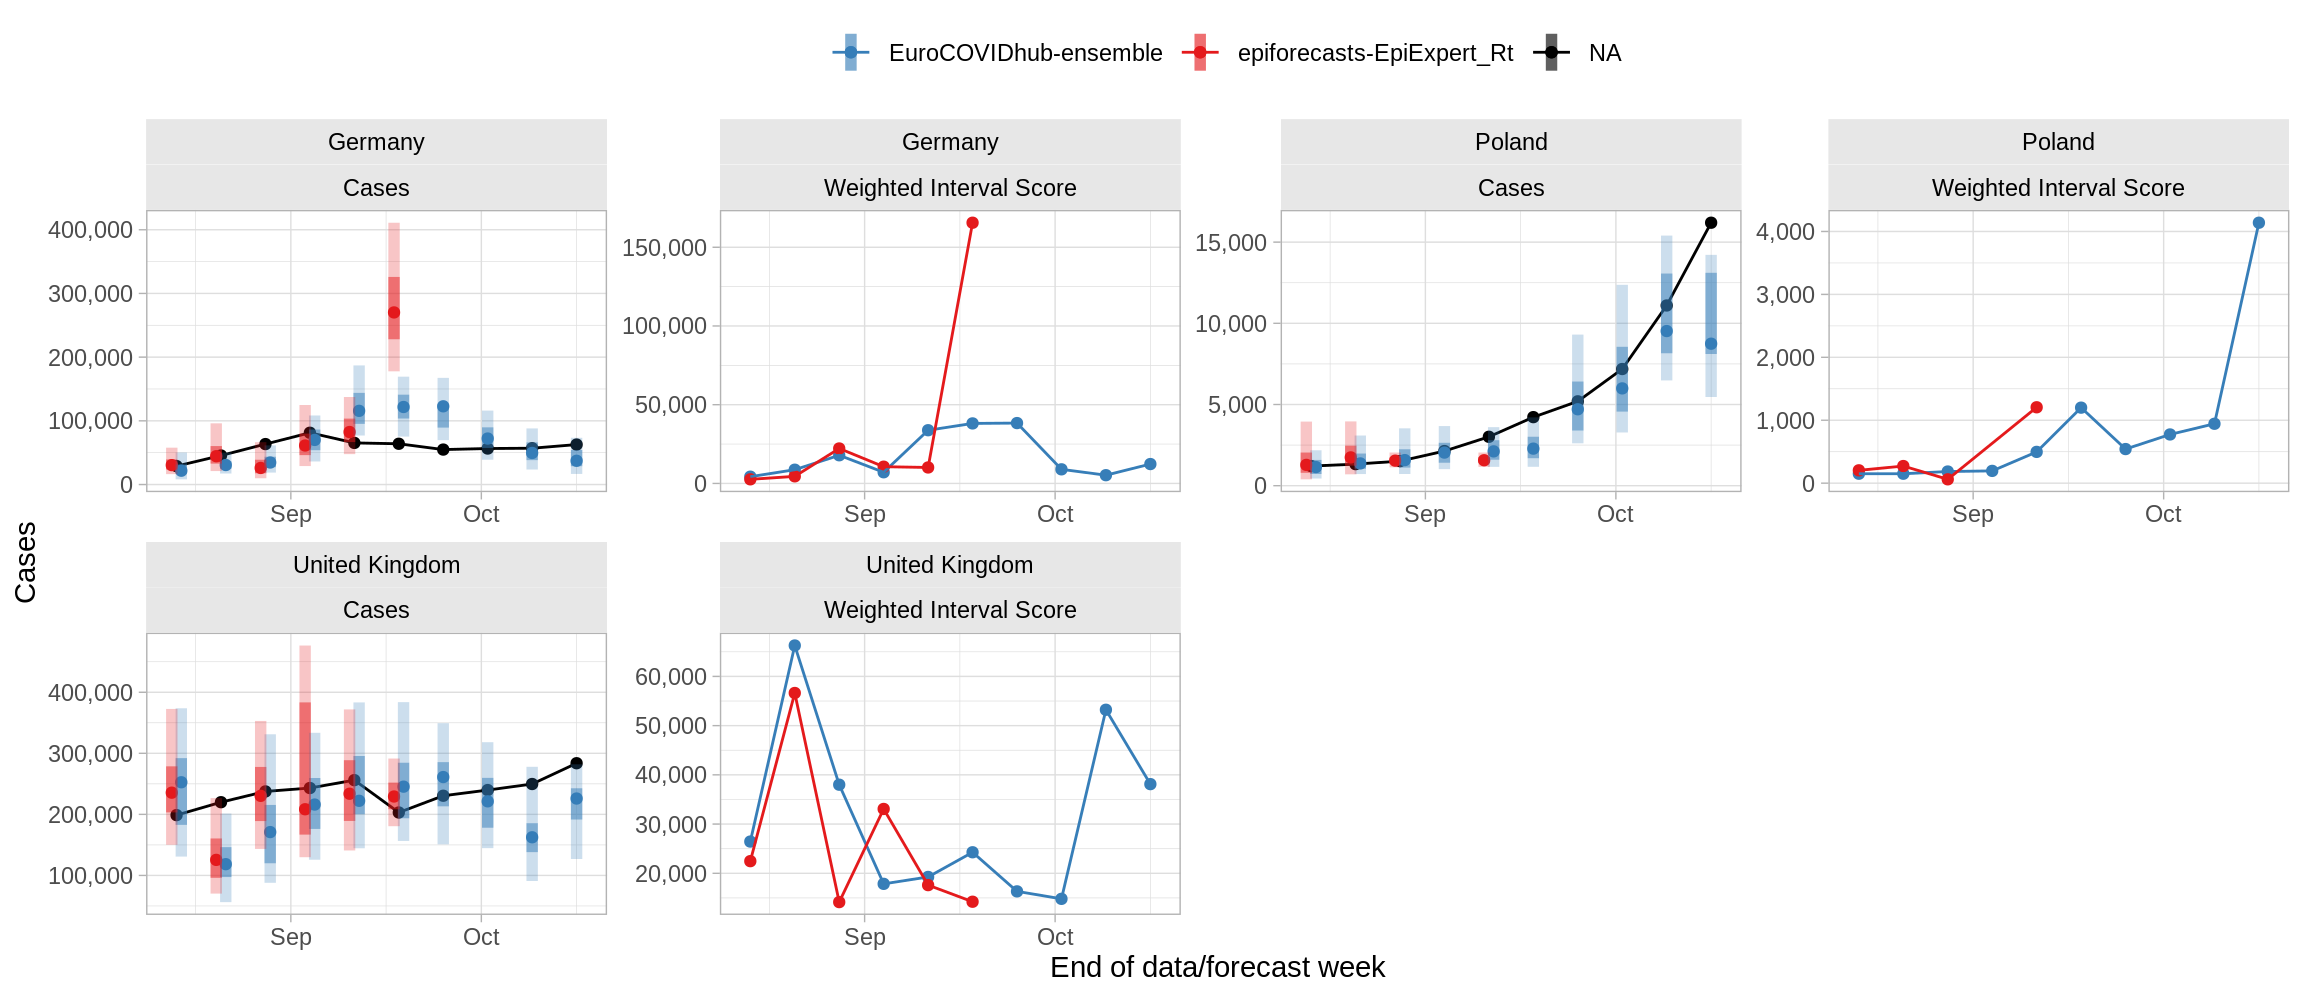 EuroCOVIDhub-ensemble epiforecasts-EpiExpert_Rt NA
Germany Germany Poland Poland
Cases Weighted Interval Score Cases Weighted Interval Score
400,000
300,000
200,000
100,000
0
Sep Oct
150,000
100,000
50,000
0
Sep Oct
15,000
10,000
5,000
0
Sep Oct
4,000
3,000
2,000
1,000
0
Sep Oct
Cases
United Kingdom United Kingdom
Cases Weighted Interval Score
400,000
300,000
200,000
100,000
Sep Oct
60,000
50,000
40,000
30,000
20,000
Sep Oct
End of data/forecast week